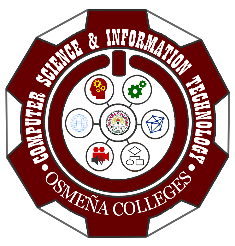 COMPUTER SCIENCE & INFORMATION TECHNOLOGY
OSMEÑA COLLEGES